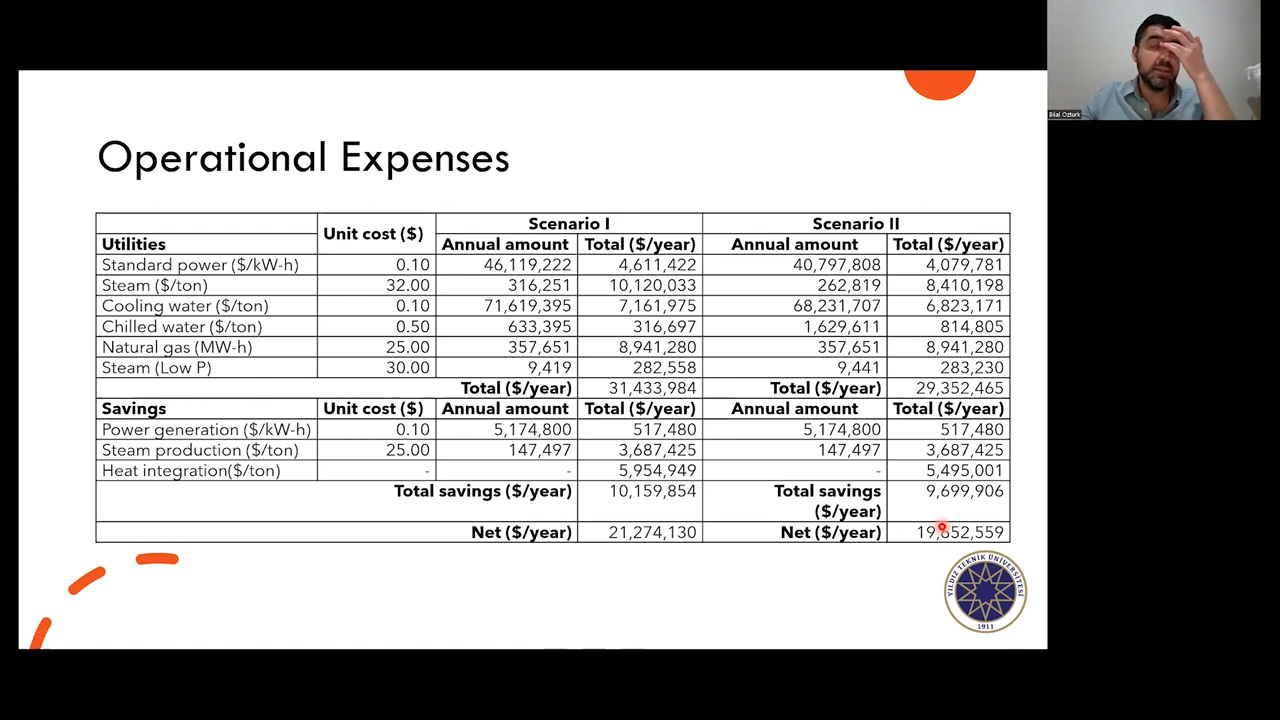 Bilal Ozturk
Operational Expenses
Unit cost ($) Scenario I Scenario II
Utilities Annual amount Total ($/year) Annual amount Total ($/year)
Standard power ($/kW-h) 0.10 46,119,222 4,611,422 40,797,808 4,079,781
Steam ($/ton) 32.00 316,251 10,120,033 262,819 8,410,198
Cooling water ($/ton) 0.10 71,619,395 7,161,975 68,231,707 6,823,171
Chilled water ($/ton) 0.50 633,395 316,697 1,629,611 814,805
Natural gas (MW-h) 25.00 357,651 8,941,280 357,651 8,941,280
Steam (Low P) 30.00 9,419 282,558 9,441 283,230
Total ($/year) 31,433,984 Total ($/year) 29,352,465
Savings Unit cost ($) Annual amount Total ($/year) Annual amount Total ($/year)
Power generation ($/kW-h) 0.10 5,174,800 517,480 5,174,800 517,480
Steam production ($/ton) 25.00 147,497 3,687,425 147,497 3,687,425
Heat integration($/ton) - - 5,954,949 - 5,495,001
Total savings ($/year) 10,159,854 Total savings 9,699,906
($/year)
Net ($/year) 21,274,130 Net ($/year) 19,652,559
YILDIZ TEKNİK ÜNİVERSİTESİ
1911